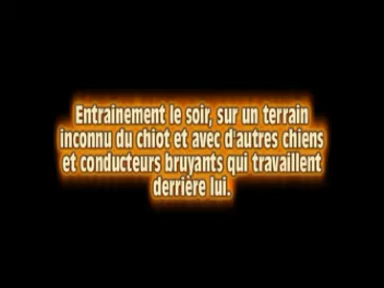 Entrainement le soir, sur un terrain
inconnu du chiot et avec d'autres chiens
et conducteurs bruyants qui travaillent
derrière lui.